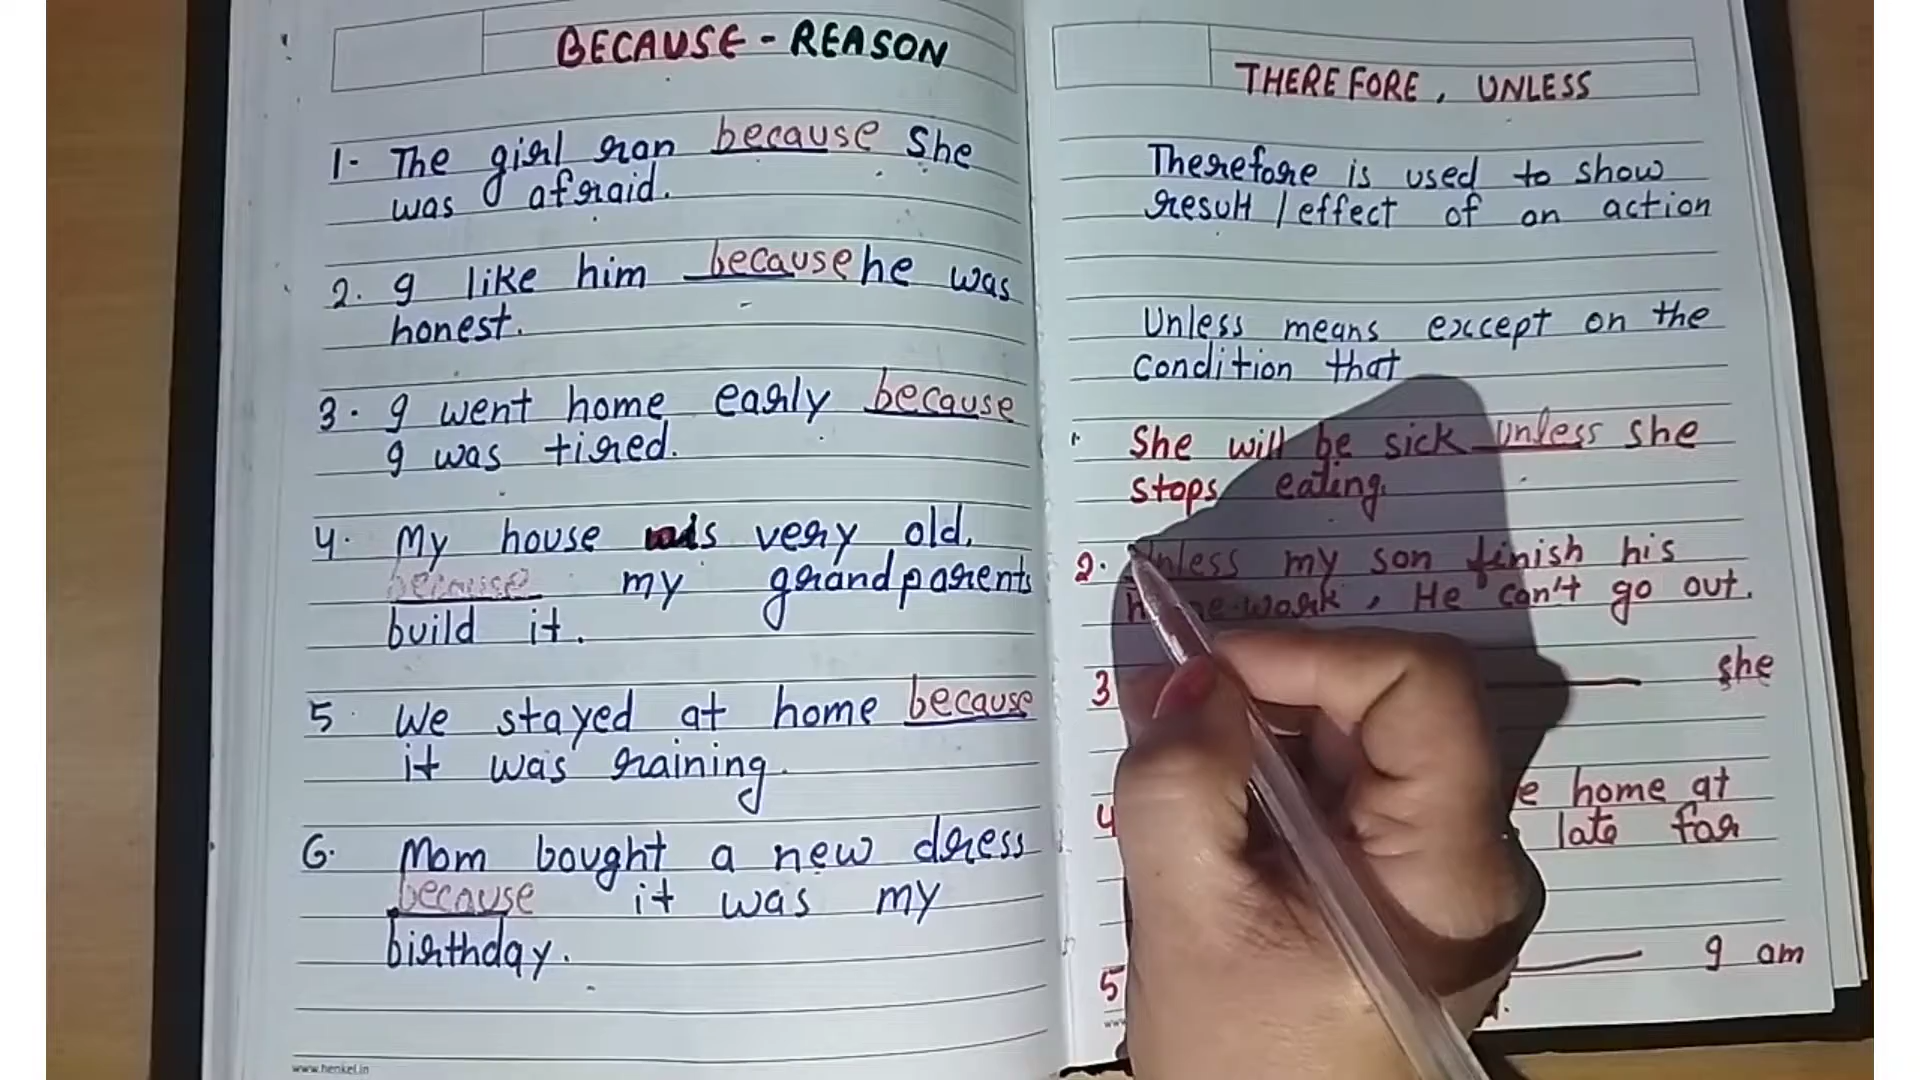 BECAUSE - REASON
1- The girl ran because She
was afraid.
2. I like him because he was
honest.
3. I went home early because
I was tired.
4. My house is very old,
because my grandparents
build it.
5. We stayed at home because
it was raining.
6. Mom bought a new dress
because it was my
birthday.
www.henkel.in
THEREFORE, UNLESS
Therefore is used to show
result / effect of an action
Unless means except on the
condition that
1. She will be sick unless she
stops eating.
2. Unless my son finish his
home-work, He can't go out.
3 she
4 home at
late for
5 I am